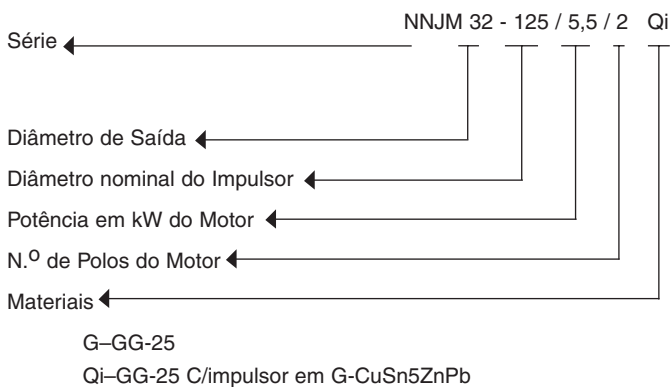 NNJM 32 - 125 / 5,5 / 2 Qi
Série
Diâmetro de Saída
Diâmetro nominal do Impulsor
Potência em kW do Motor
N.º de Polos do Motor
Materiais
G–GG-25
Qi–GG-25 C/impulsor em G-CuSn5ZnPb